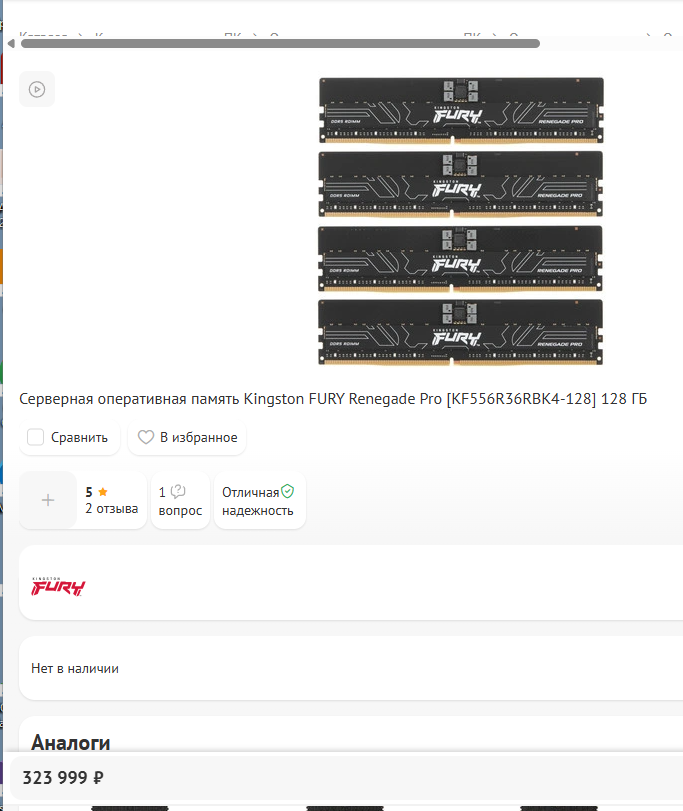 KINGSTON
FURY
DDR5 RDIMM
RENEGADE PRO
KINGSTON
FURY
DDR5 RDIMM
RENEGADE PRO
KINGSTON
FURY
DDR5 RDIMM
RENEGADE PRO
KINGSTON
FURY
DDR5 RDIMM
RENEGADE PRO
Серверная оперативная память Kingston FURY Renegade Pro [KF556R36RBK4-128] 128 ГБ
Сравнить
В избранное
5
2 отзыва
1
вопрос
Отличная
надежность
KINGSTON
FURY
Нет в наличии
Аналоги
323 999 ₽